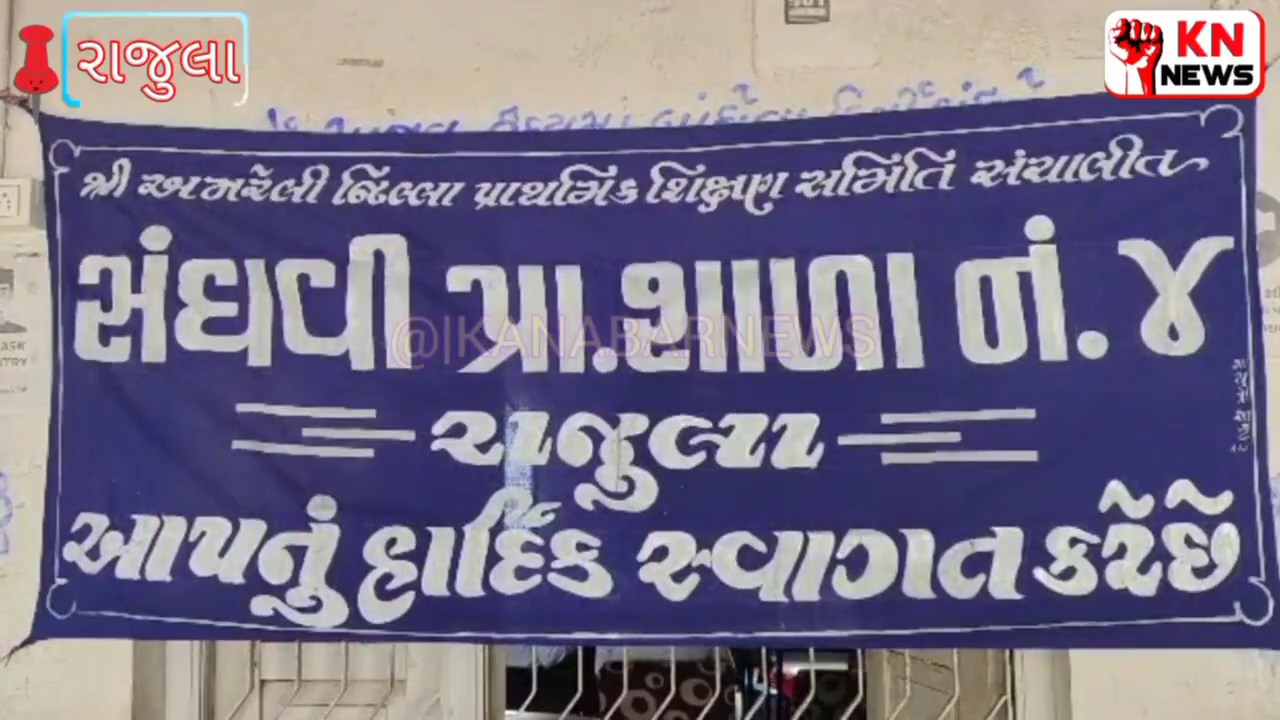 રાજુલા
KN
NEWS
શ્રી અમરેલી જિલ્લા પ્રાથમિક શિક્ષણ સમિતિ સંચાલીત
સંઘવી પ્રા.શાળા નં. ૪
@|KANABARNEWS
રાજુલા
આપનું હાર્દિક સ્વાગત કરે છે